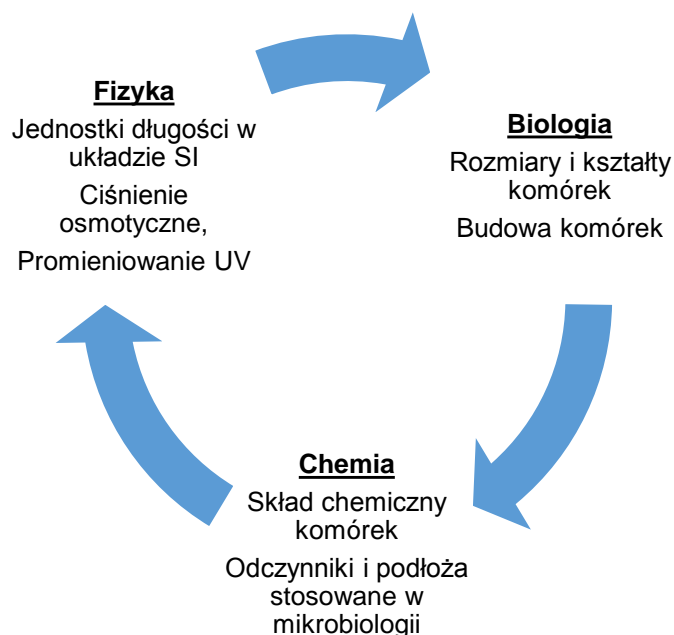 Fizyka
Jednostki długości w
układzie SI
Ciśnienie
osmotyczne,
Promieniowanie UV
Biologia
Rozmiary i kształty
komórek
Budowa komórek
Chemia
Skład chemiczny
komórek
Odczynniki i podłoża
stosowane w
mikrobiologii